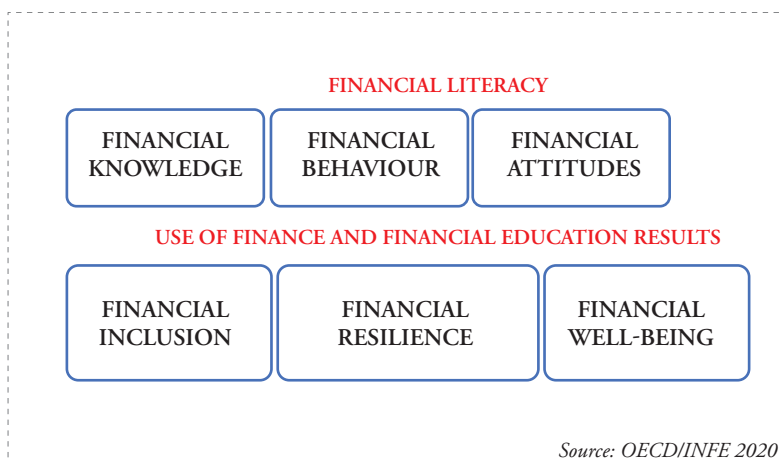 FINANCIAL LITERACY
FINANCIAL
KNOWLEDGE
FINANCIAL
BEHAVIOUR
FINANCIAL
ATTITUDES
USE OF FINANCE AND FINANCIAL EDUCATION RESULTS
FINANCIAL
INCLUSION
FINANCIAL
RESILIENCE
FINANCIAL
WELL-BEING
Source: OECD/INFE 2020